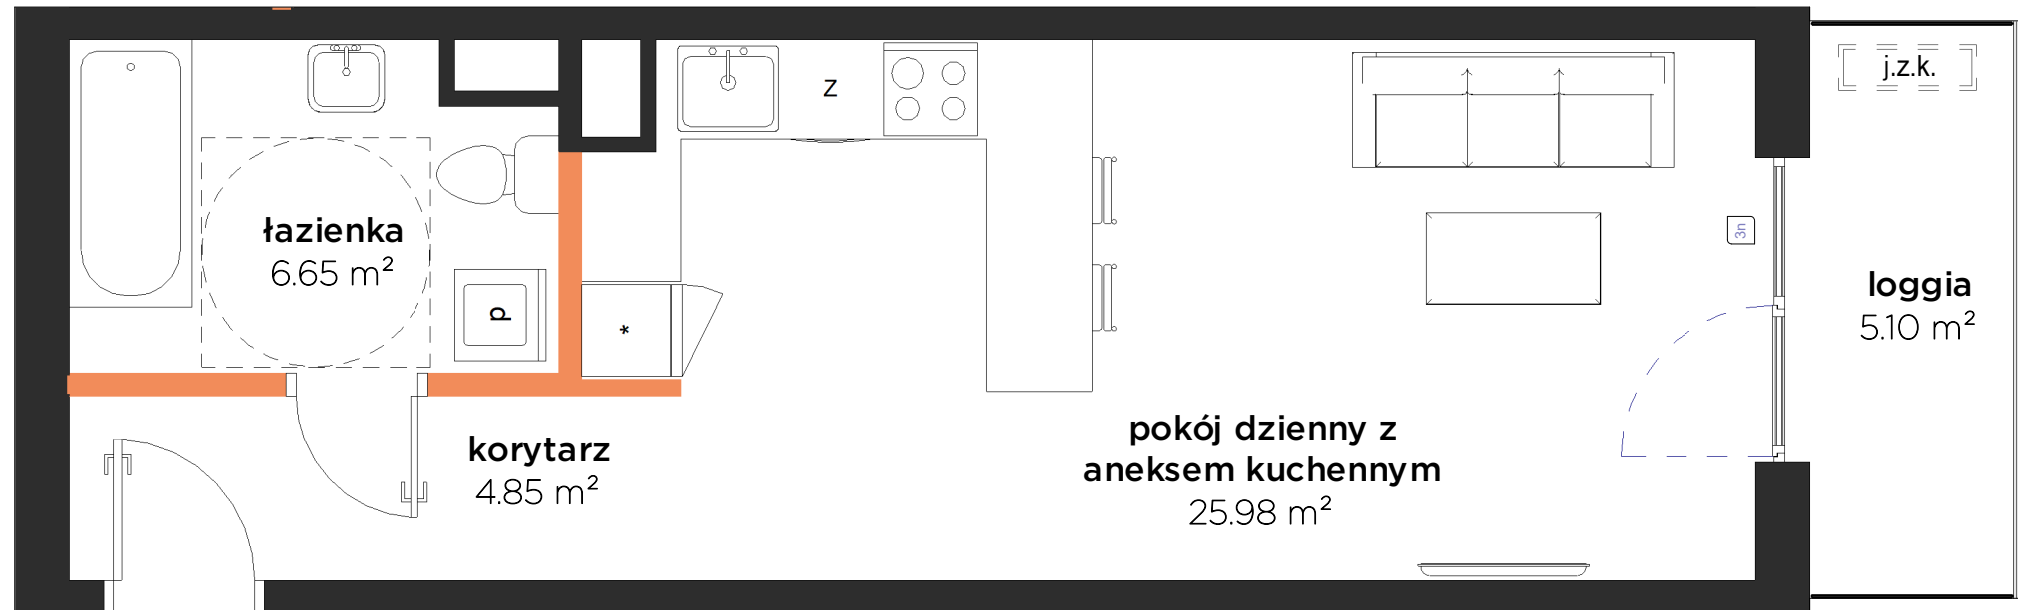 z
j.z.k.
łazienka
6.65 m²
p
*
3n
loggia
5.10 m²
korytarz
4.85 m²
pokój dzienny z
aneksem kuchennym
25.98 m²